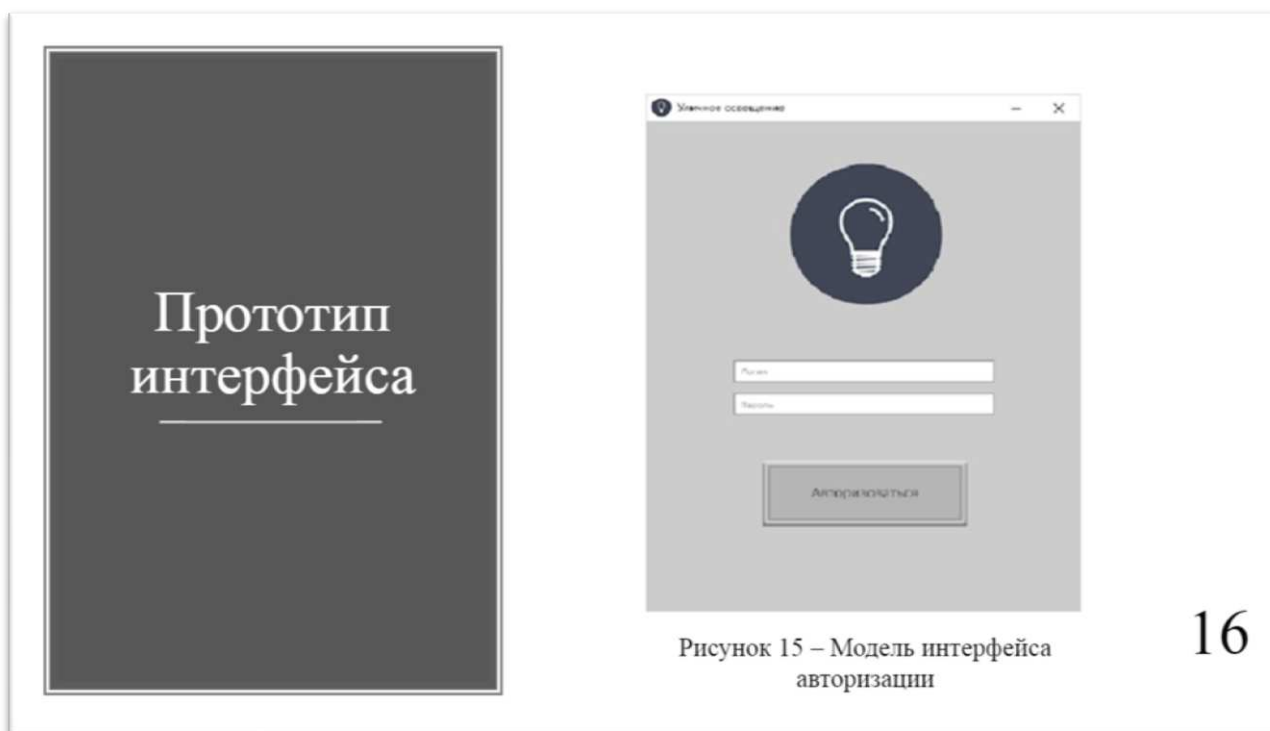 Прототип
интерфейса
Уличное освещение
Логин
Пароль
Авторизоваться
Рисунок 15 – Модель интерфейса
авторизации
16